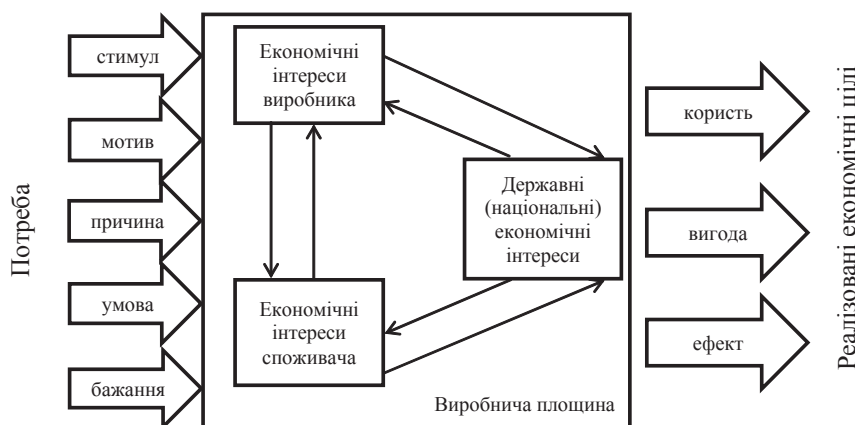 Потреба
стимул
мотив
причина
умова
бажання
Економічні
інтереси
виробника
Державні
(національні)
економічні
інтереси
Економічні
інтереси
споживача
Виробнича площина
користь
вигода
ефект
Реалізовані економічні цілі